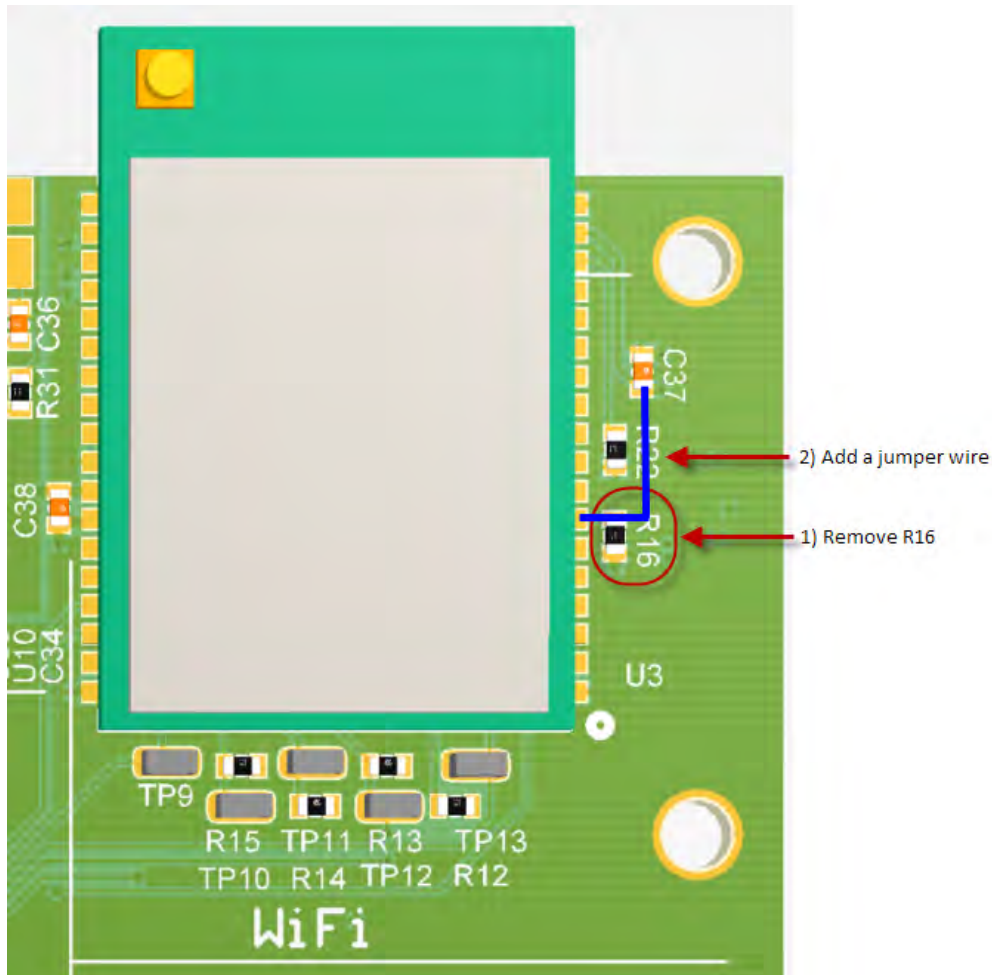 C36
R31
C37
R22
2) Add a jumper wire
C38
R16
1) Remove R16
U10
C34
U3
TP9
R15 TP11 R13 TP13
TP10 R14 TP12 R12
WiFi